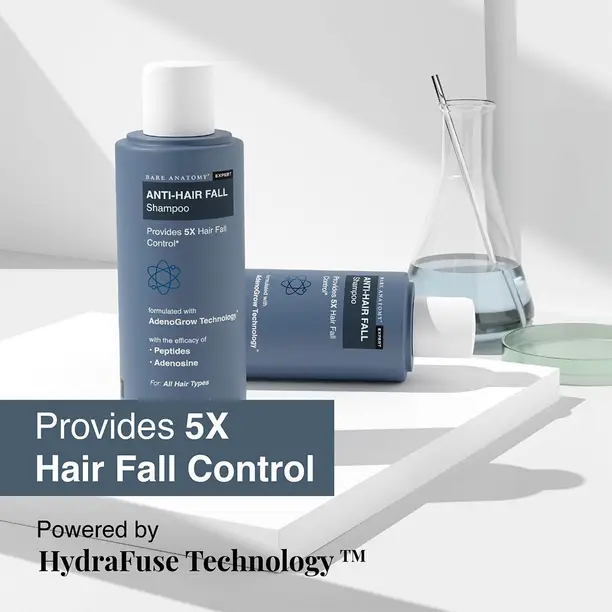 BARE ANATOMY® EXPERT
ANTI-HAIR FALL
Shampoo
Provides 5X Hair Fall
Control*
formulated with
AdenoGrow Technology*
with the efficacy of
• Peptides
• Adenosine
For: All Hair Types
BARE ANATOMY® EXPERT
ANTI-HAIR FALL
Shampoo
Provides 5X Hair Fall
Control*
formulated with
AdenoGrow Technology*
Provides 5X
Hair Fall Control
Powered by
HydraFuse Technology ™